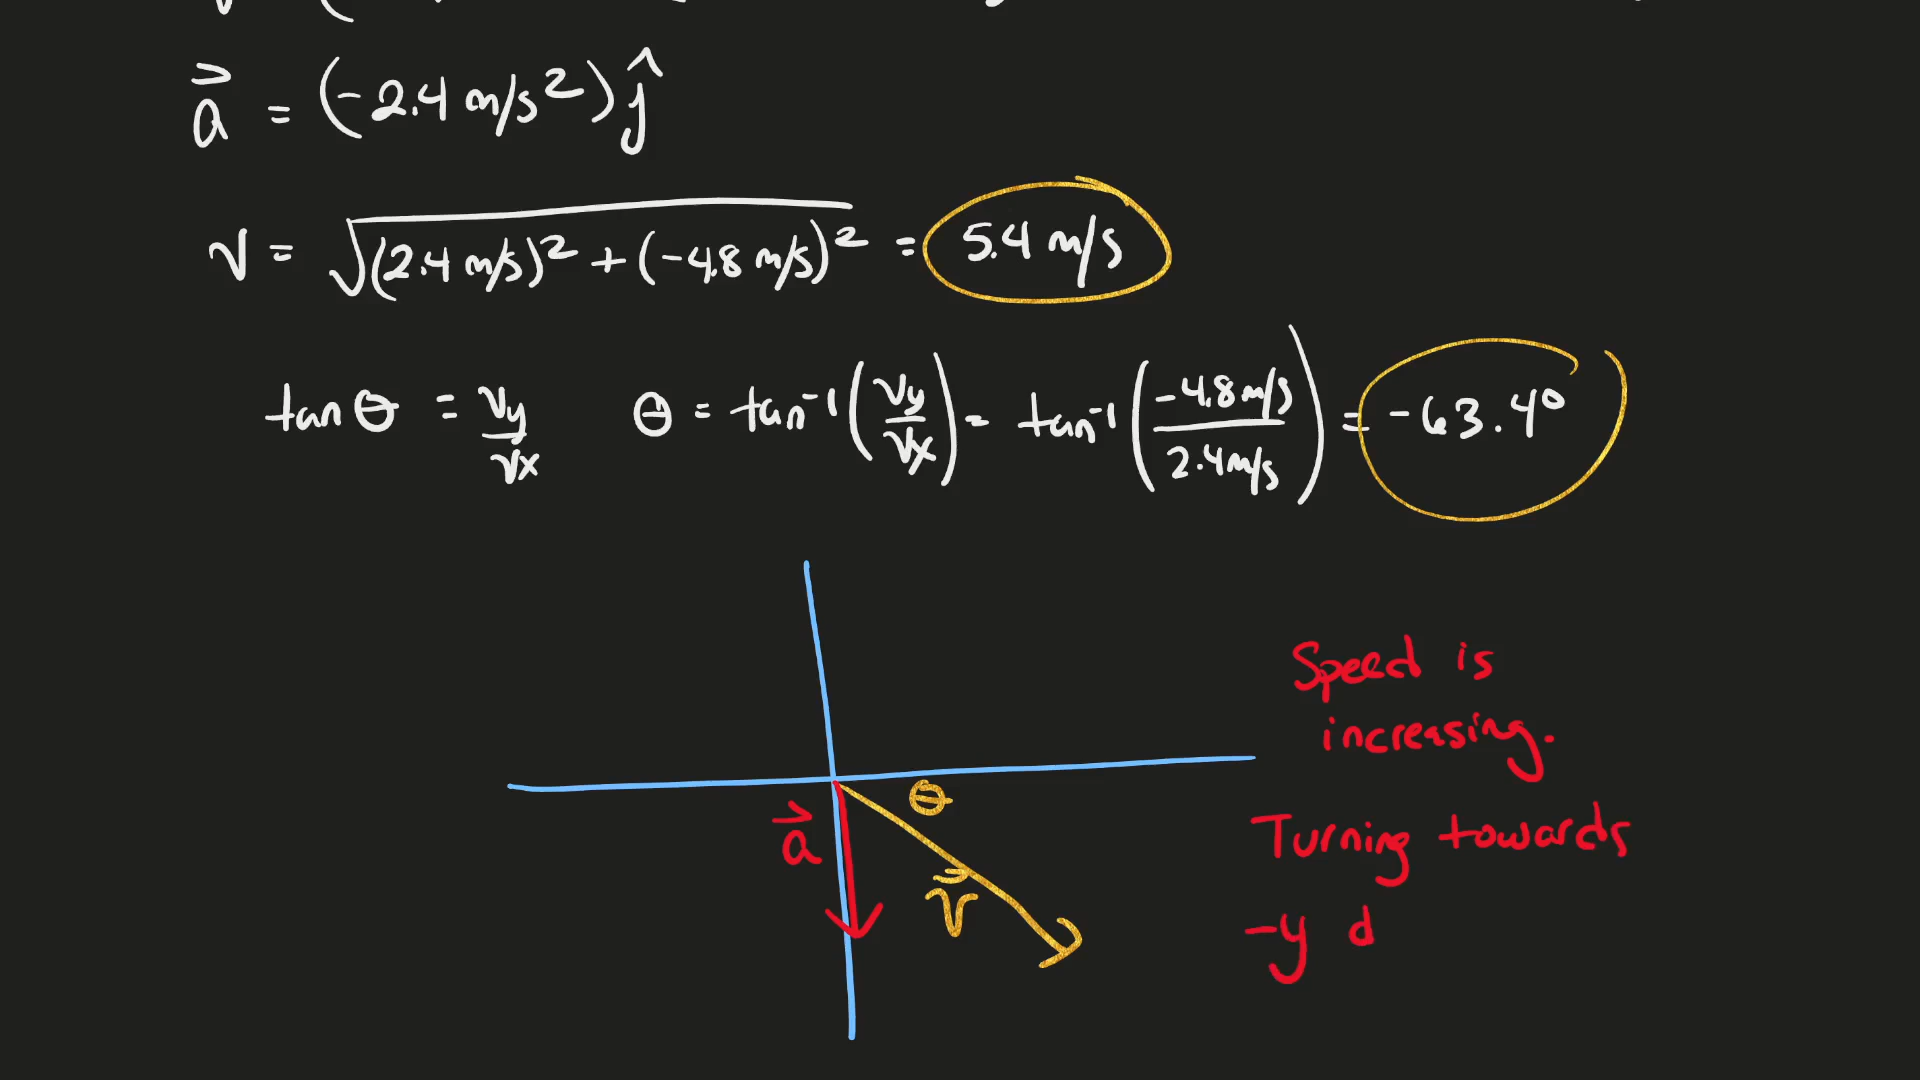 a⃗ = (-2.4 m/s²) ĵ
v = √((2.4 m/s)² + (-4.8 m/s)²) = 5.4 m/s
tan θ = vy/vx θ = tan⁻¹(vy/vx) = tan⁻¹(-4.8 m/s / 2.4 m/s) = -63.4°
Speed is
increasing.
θ
a⃗
Turning towards
v⃗
-y d